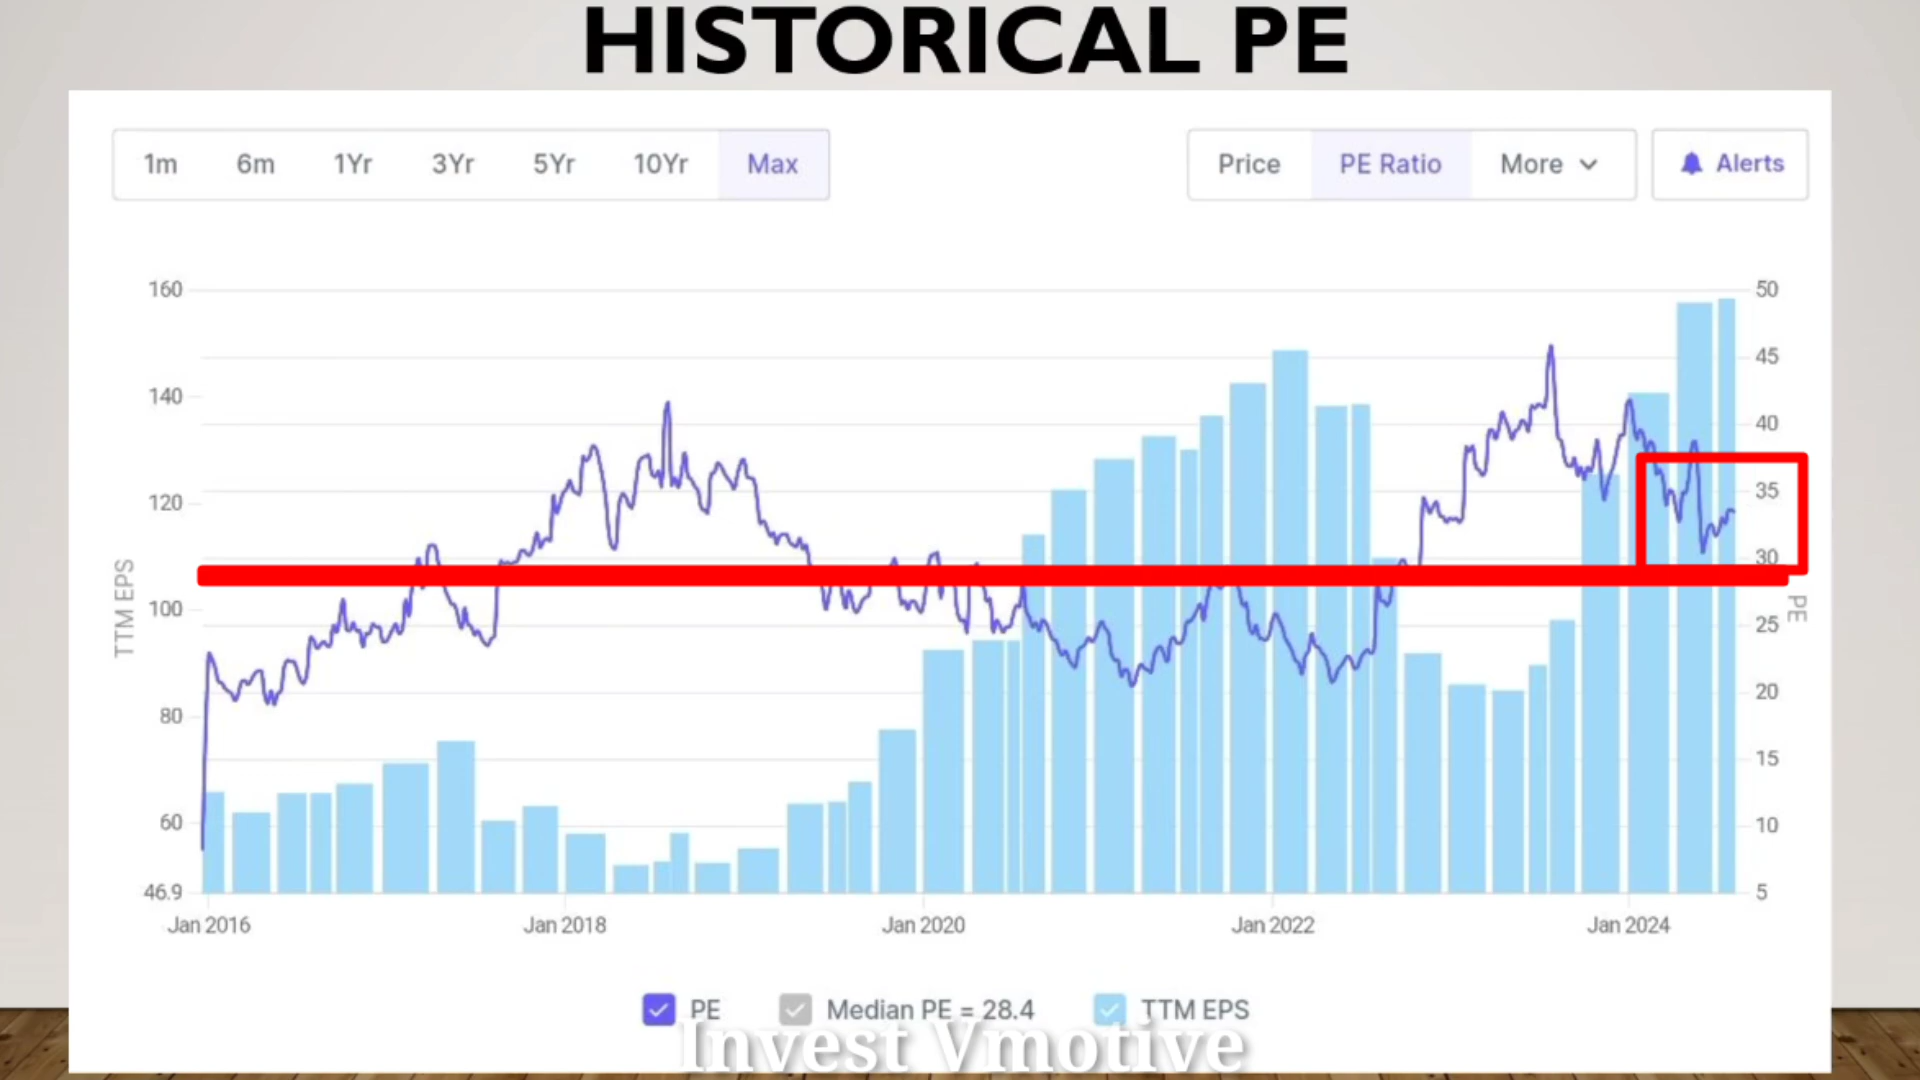 HISTORICAL PE
1m 6m 1Yr 3Yr 5Yr 10Yr Max Price PE Ratio More Alerts
160 50
45
140 40
120 35
30
TTM EPS
100 25
PE
80 20
15
60 10
46.9 5
Jan 2016 Jan 2018 Jan 2020 Jan 2022 Jan 2024
PE Median PE = 28.4 TTM EPS
Invest Vmotive